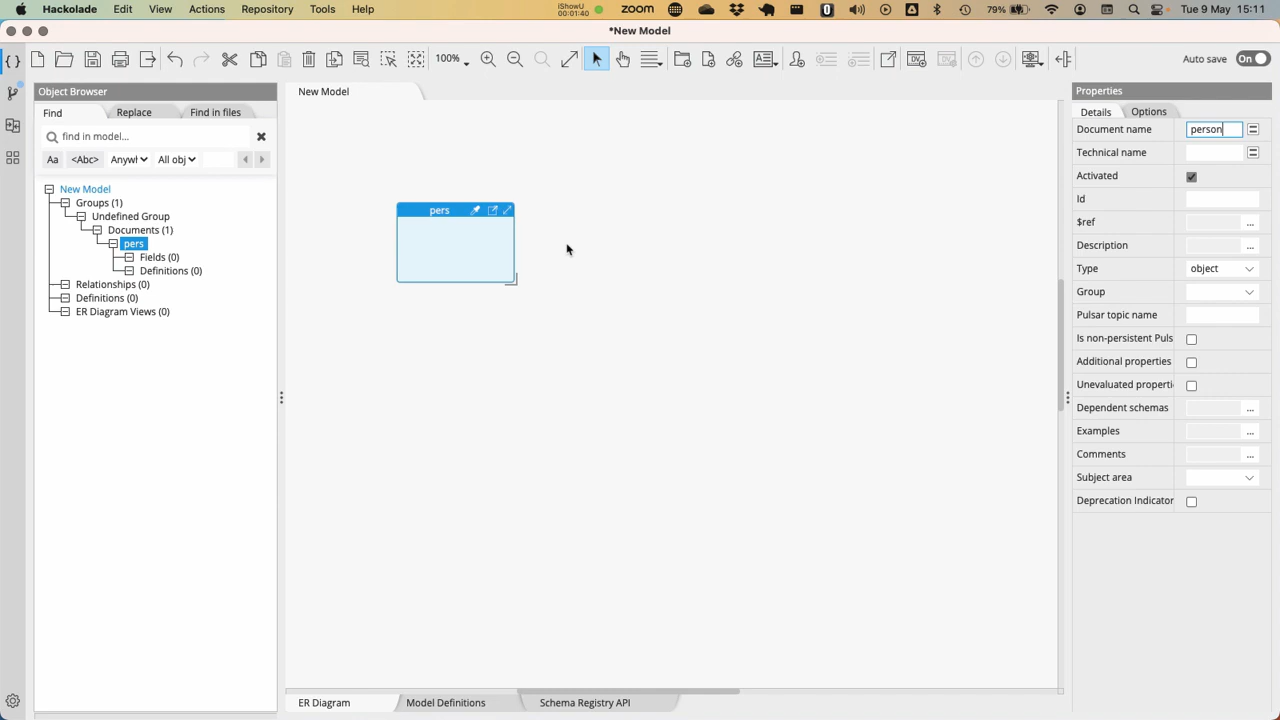 Hackolade File Edit View Actions Repository Tools Help iShowU 00:01:40 zoom 79% Tue 9 May 15:11
*New Model
100% Auto save On
Object Browser
Find Replace Find in files
find in model...
Aa <Abc> Anywl All obj
New Model
Groups (1)
Undefined Group
Documents (1)
pers
Fields (0)
Definitions (0)
Relationships (0)
Definitions (0)
ER Diagram Views (0)
New Model
pers
ER Diagram Model Definitions Schema Registry API
Properties
Details Options
Document name person
Technical name
Activated
Id
$ref ...
Description ...
Type object
Group
Pulsar topic name
Is non-persistent Puls
Additional properties
Unevaluated properti
Dependent schemas ...
Examples ...
Comments ...
Subject area
Deprecation Indicator